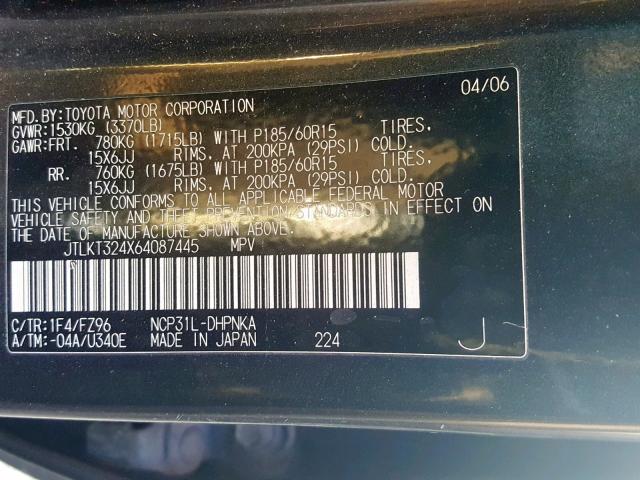 04/06
MFD.BY:TOYOTA MOTOR CORPORATION
GVWR:1530KG (3370LB)
GAWR:FRT. 780KG (1715LB) WITH P185/60R15 TIRES,
15X6JJ RIMS, AT 200KPA (29PSI) COLD.
RR. 760KG (1675LB) WITH P185/60R15 TIRES,
15X6JJ RIMS, AT 200KPA (29PSI) COLD.
THIS VEHICLE CONFORMS TO ALL APPLICABLE FEDERAL MOTOR
VEHICLE SAFETY AND THEFT PREVENTION STANDARDS IN EFFECT ON
THE DATE OF MANUFACTURE SHOWN ABOVE.
JTLKT324X64087445 MPV
C/TR:1F4/FZ96 NCP31L-DHPNKA
A/TM:-04A/U340E MADE IN JAPAN 224 J